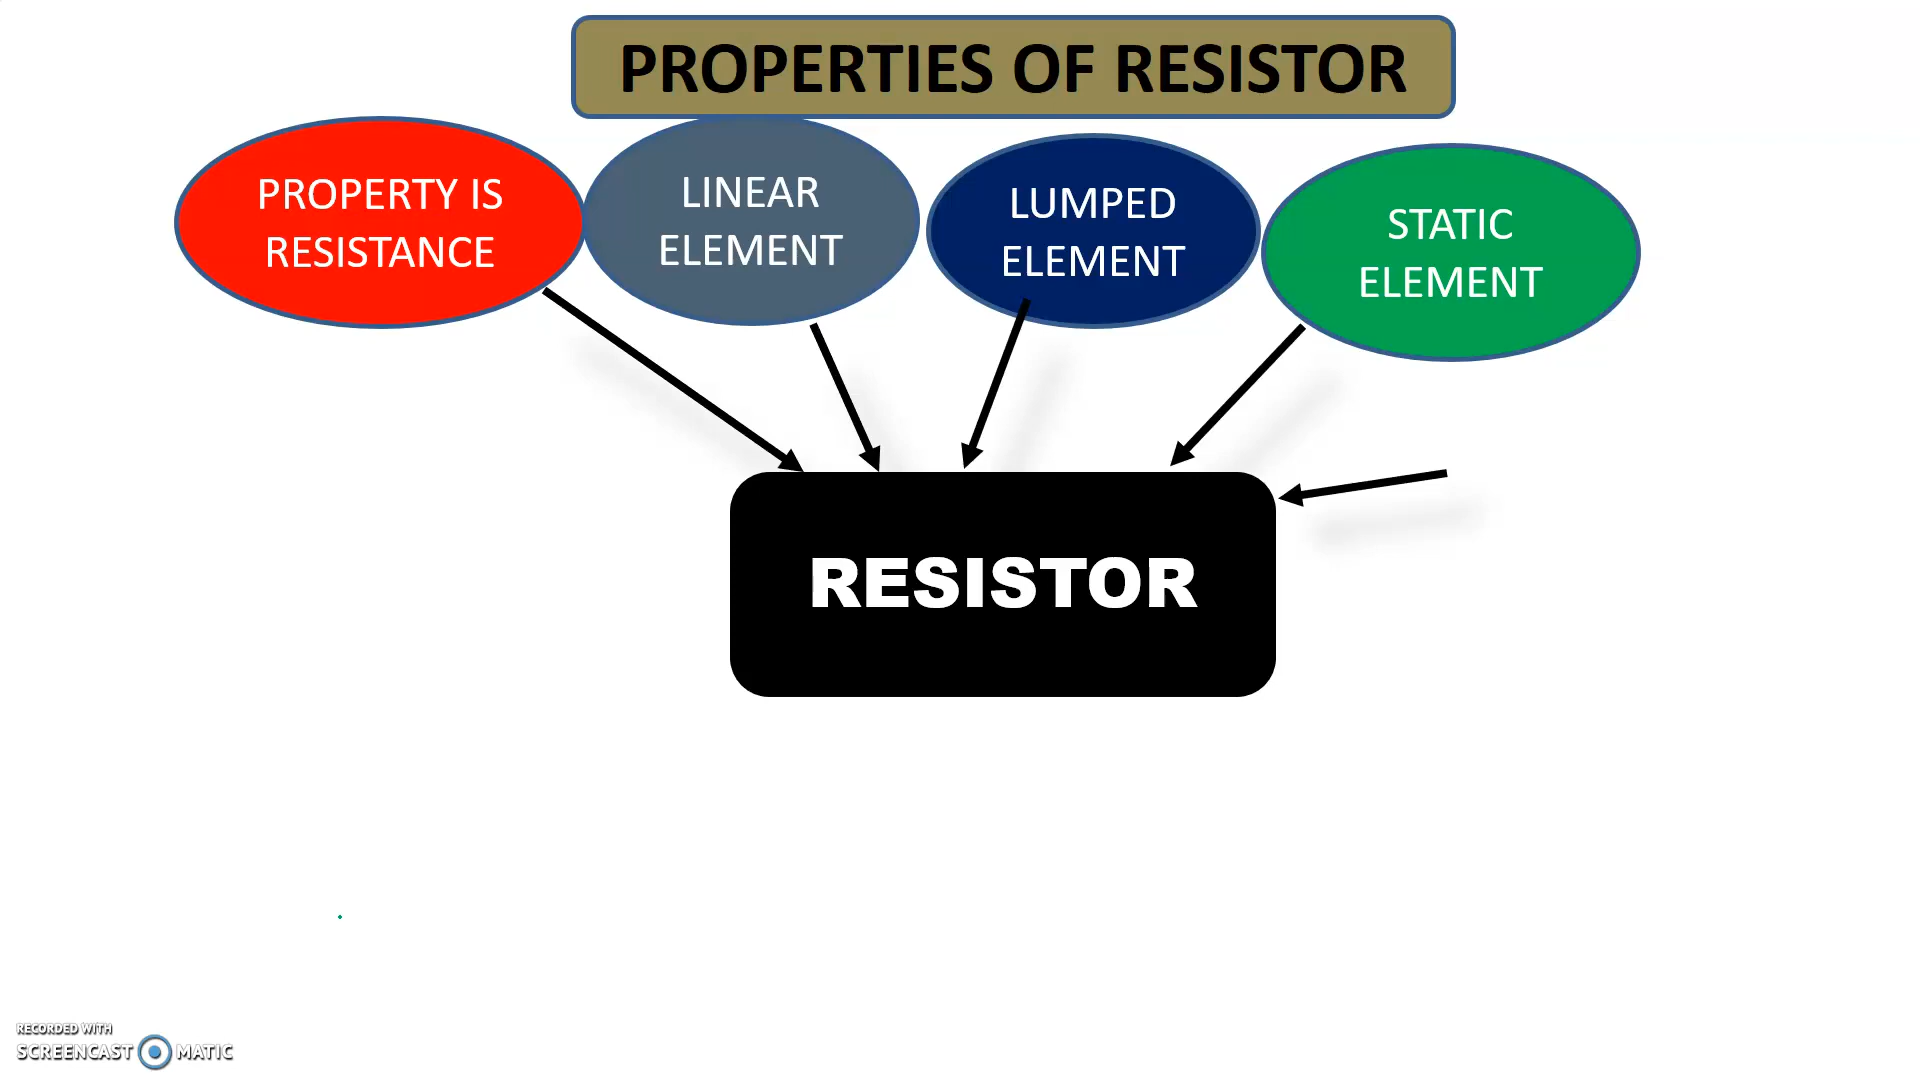 PROPERTIES OF RESISTOR
PROPERTY IS
RESISTANCE
LINEAR
ELEMENT
LUMPED
ELEMENT
STATIC
ELEMENT
RESISTOR
RECORDED WITH
SCREENCAST MATIC